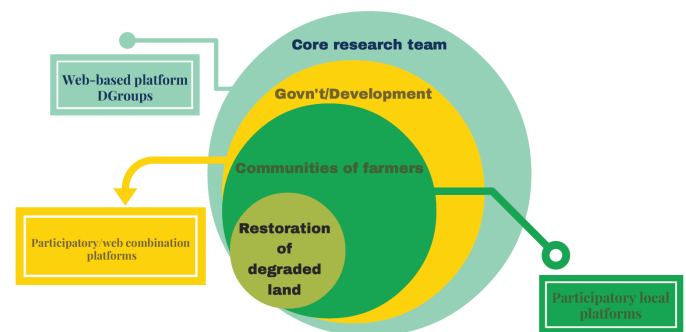 Core research team
Web-based platform
DGroups
Govn't/Development
Communities of farmers
Participatory/web combination
platforms
Restoration
of
degraded
land
Participatory local
platforms